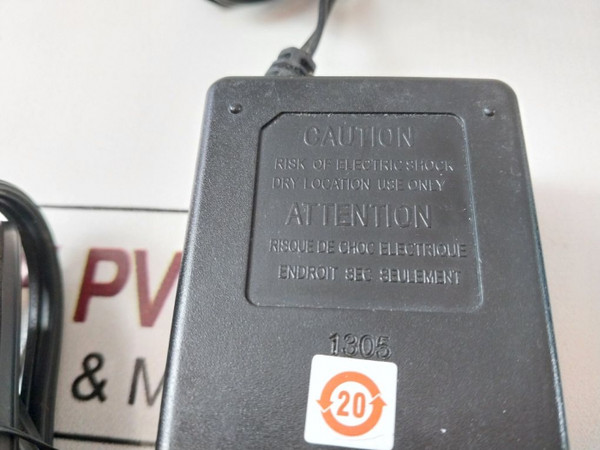 CAUTION
RISK OF ELECTRIC SHOCK
DRY LOCATION USE ONLY
ATTENTION
RISQUE DE CHOC ELECTRIQUE
ENDROIT SEC SEULEMENT
1305
20
PV
& M